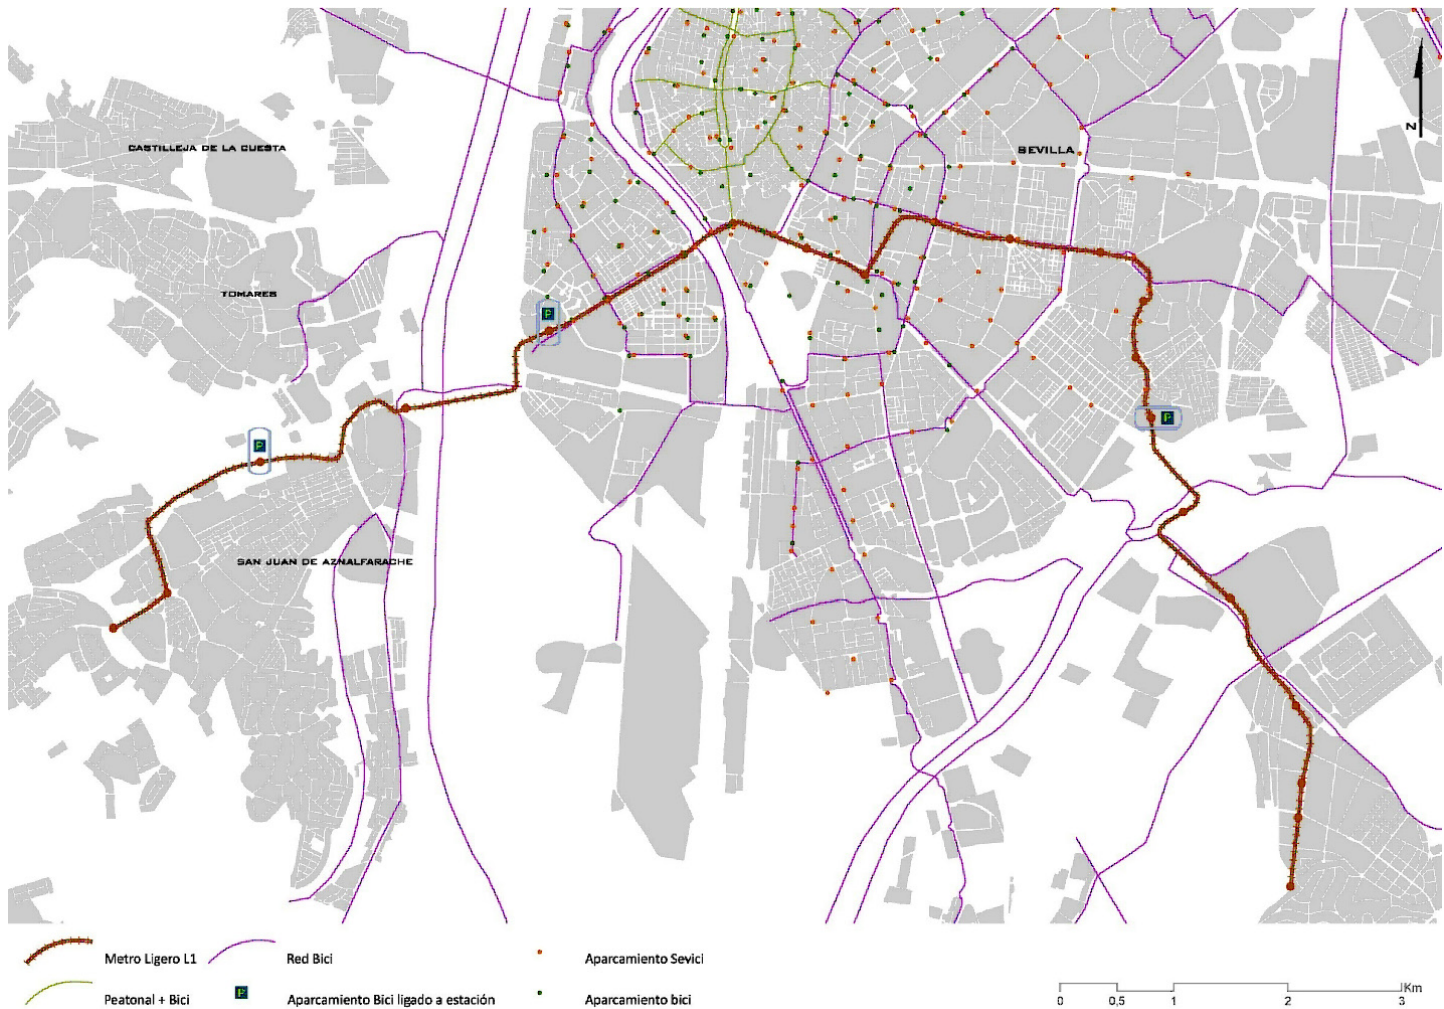 CASTILLEJA DE LA CUESTA
SEVILLA
N
TOMARES
P
P
P
SAN JUAN DE AZNALFARACHE
Metro Ligero L1
Red Bici
Aparcamiento Sevici
Peatonal + Bici
P
Aparcamiento Bici ligado a estación
Aparcamiento bici
Km
0 0,5 1 2 3